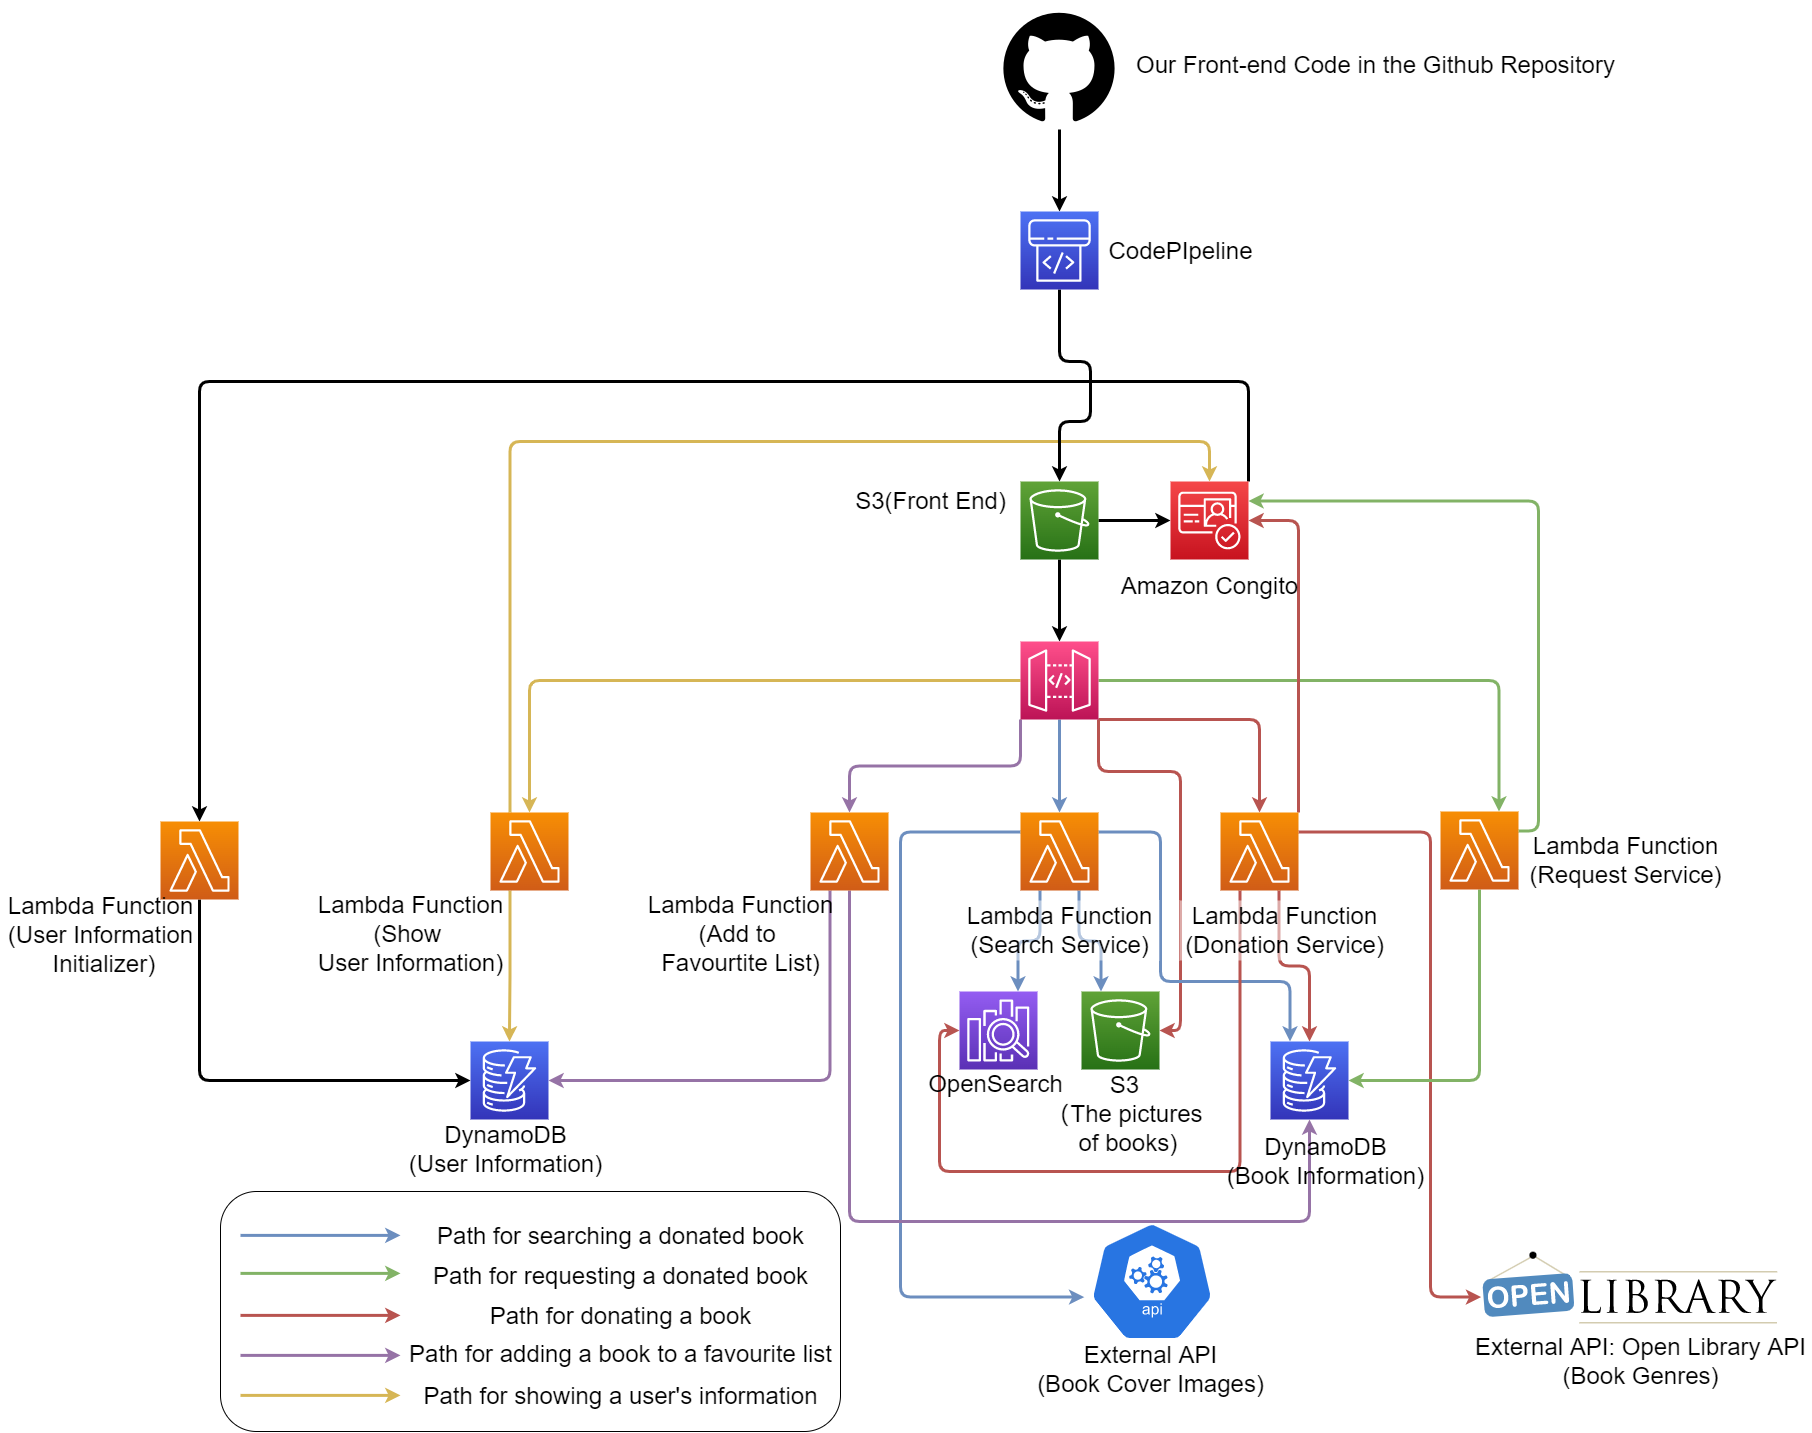 Our Front-end Code in the Github Repository
CodePIpeline
S3(Front End)
Amazon Congito
Lambda Function
(User Information
Initializer)
Lambda Function
(Show
User Information)
Lambda Function
(Add to
Favourtite List)
Lambda Function
(Search Service)
Lambda Function
(Donation Service)
Lambda Function
(Request Service)
OpenSearch
S3
(The pictures
of books)
DynamoDB
(User Information)
DynamoDB
(Book Information)
Path for searching a donated book
Path for requesting a donated book
Path for donating a book
Path for adding a book to a favourite list
Path for showing a user's information
api
External API
(Book Cover Images)
OPEN LIBRARY
External API: Open Library API
(Book Genres)